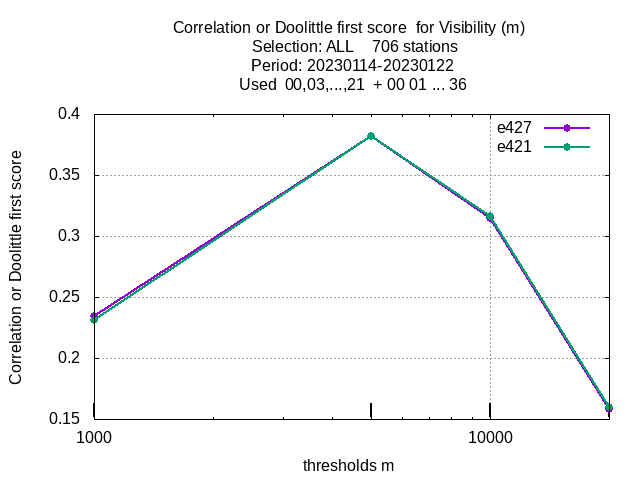 Correlation or Doolittle first score  for Visibility (m)
Selection: ALL    706 stations
Period: 20230114-20230122
Used  00,03,...,21  + 00 01 ... 36
e427
e421
Correlation or Doolittle first score
0.4
0.35
0.3
0.25
0.2
0.15
1000
10000
thresholds m